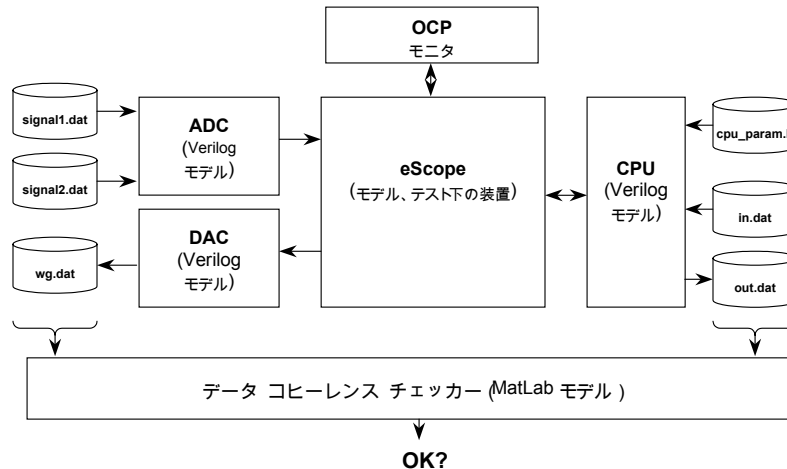 OCP
モニタ
signal1.dat
signal2.dat
wg.dat
ADC
(Verilog
モデル)
DAC
(Verilog
モデル)
eScope
(モデル、テスト下の装置)
CPU
(Verilog
モデル)
cpu_param.
in.dat
out.dat
データ コヒーレンス チェッカー (MatLab モデル )
OK?